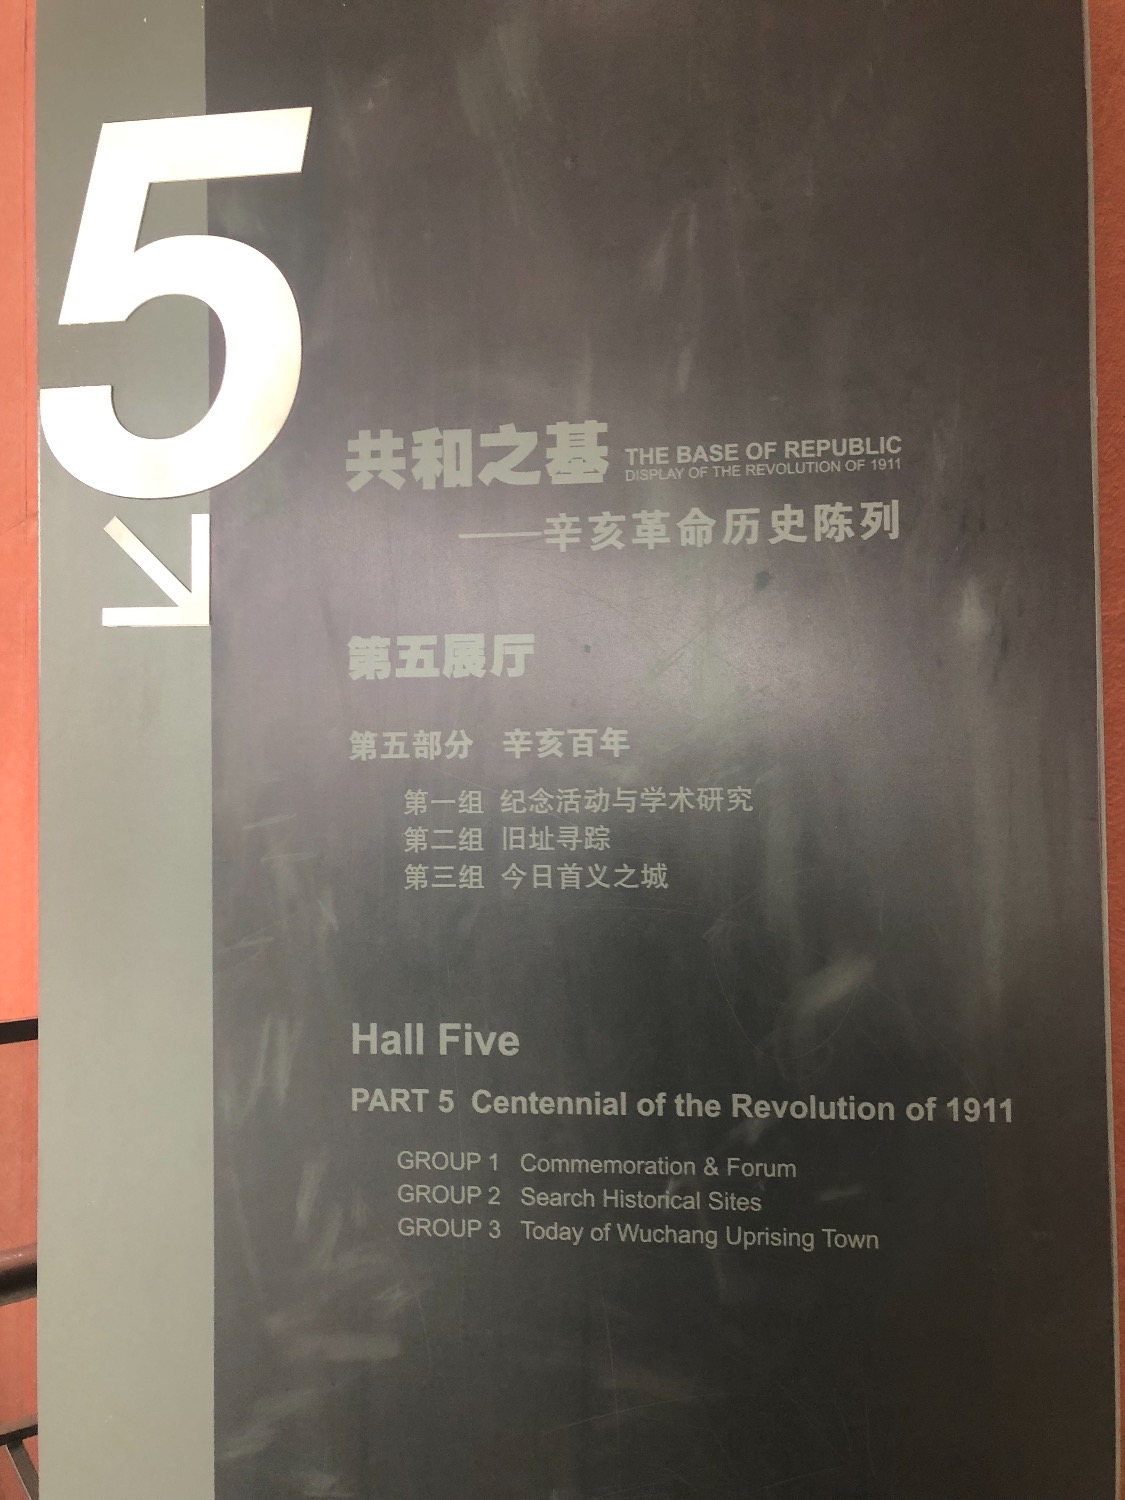 5
共和之基 THE BASE OF REPUBLIC
DISPLAY OF THE REVOLUTION OF 1911
——辛亥革命历史陈列
第五展厅
第五部分 辛亥百年
第一组 纪念活动与学术研究
第二组 旧址寻踪
第三组 今日首义之城
Hall Five
PART 5 Centennial of the Revolution of 1911
GROUP 1 Commemoration & Forum
GROUP 2 Search Historical Sites
GROUP 3 Today of Wuchang Uprising Town